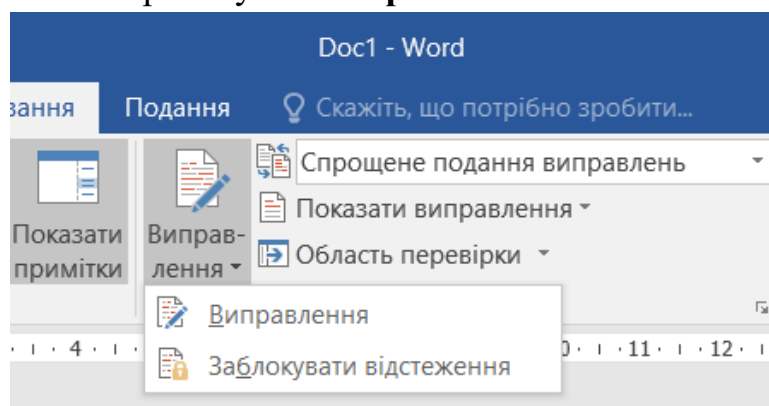 Doc1 - Word
Подання
Скажіть, що потрібно зробити...
Показати
примітки
Виправ-
лення
Спрощене подання виправлень
Показати виправлення
Область перевірки
Виправлення
Заблокувати відстеження
4 11 12